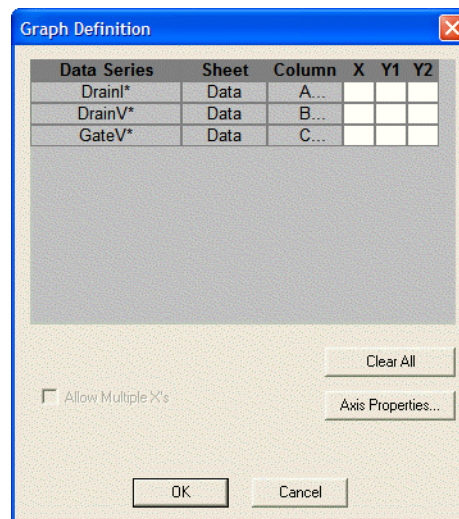 Graph Definition
Data Series Sheet Column X Y1 Y2
DrainI* Data A...
DrainV* Data B...
GateV* Data C...
Clear All
Allow Multiple X's
Axis Properties...
OK Cancel